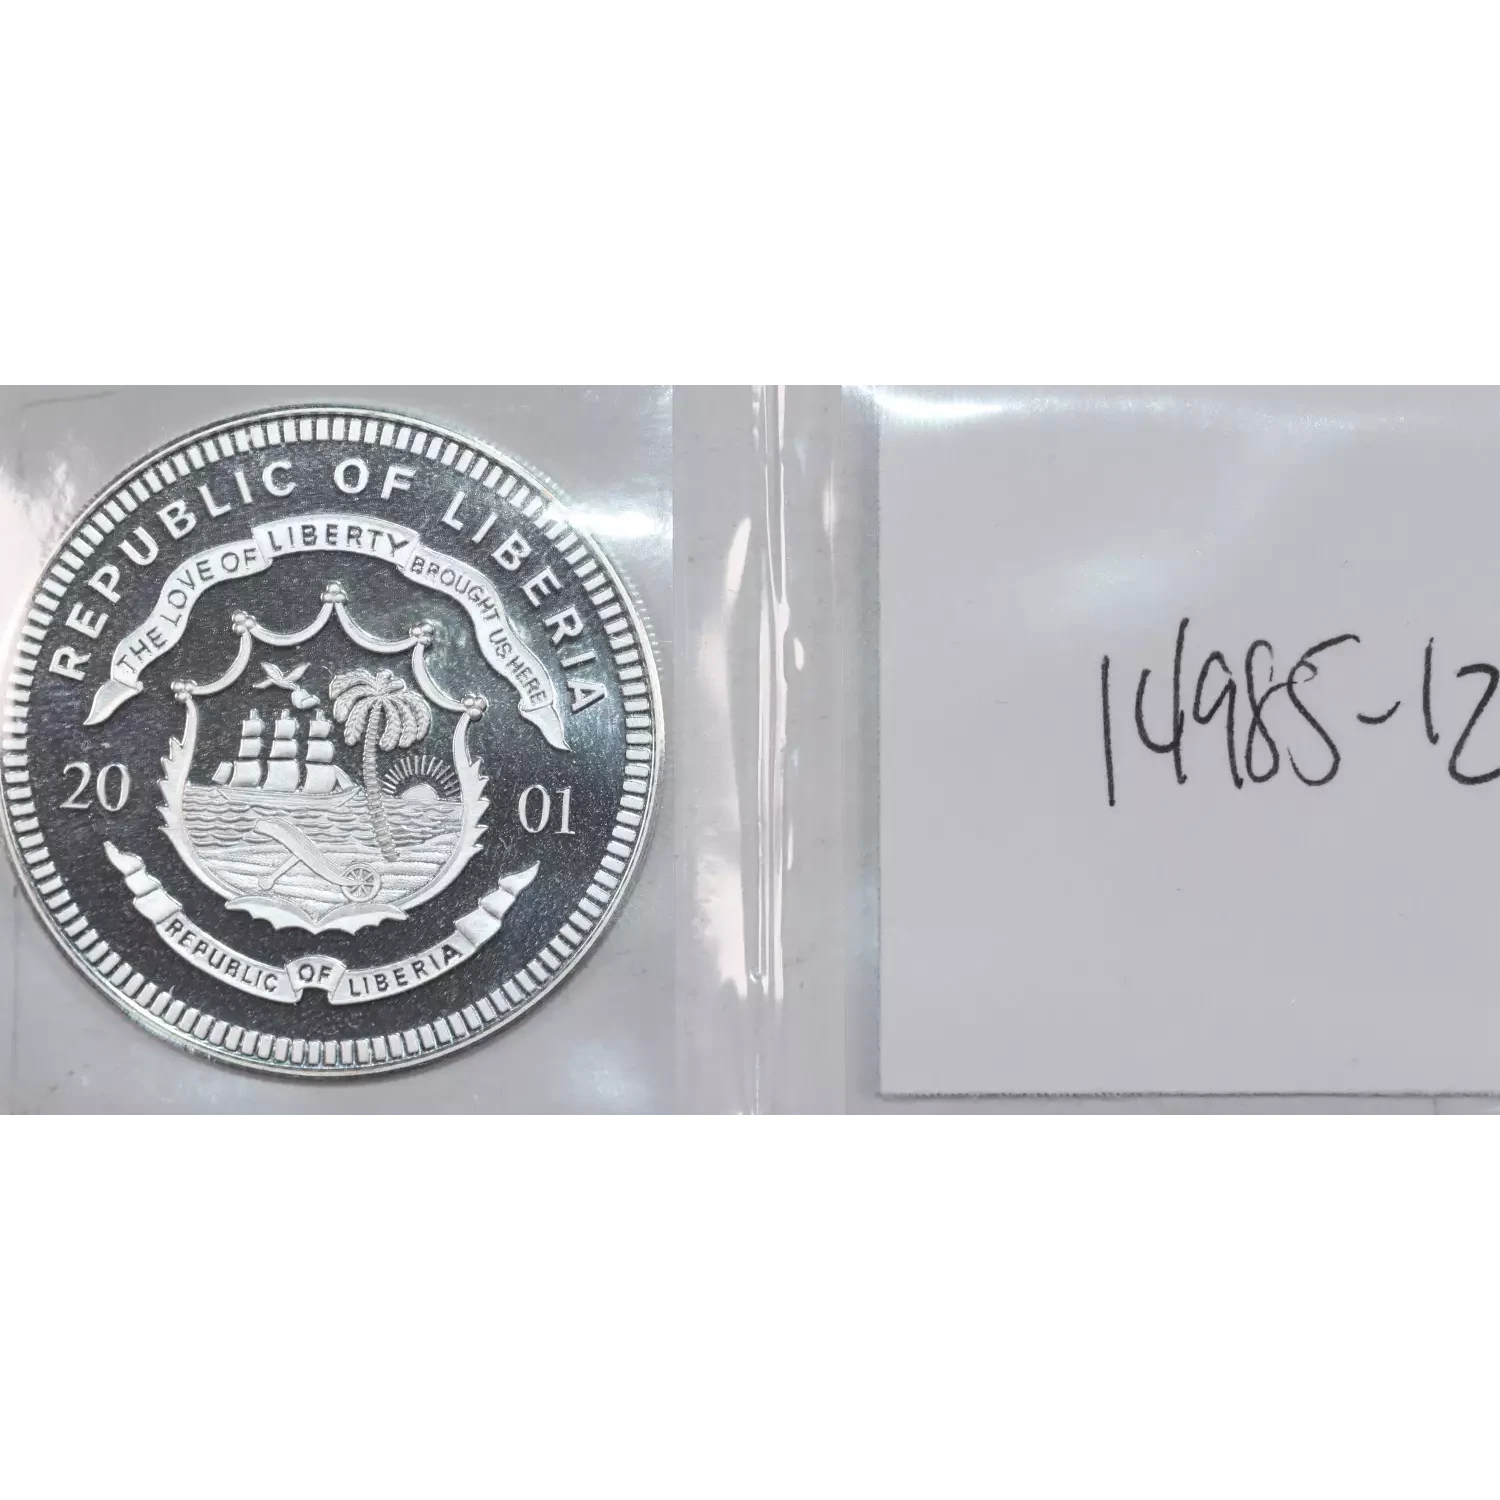 REPUBLIC OF LIBERIA
THE LOVE OF LIBERTY BROUGHT US HERE
20 01
REPUBLIC OF LIBERIA
14985-12